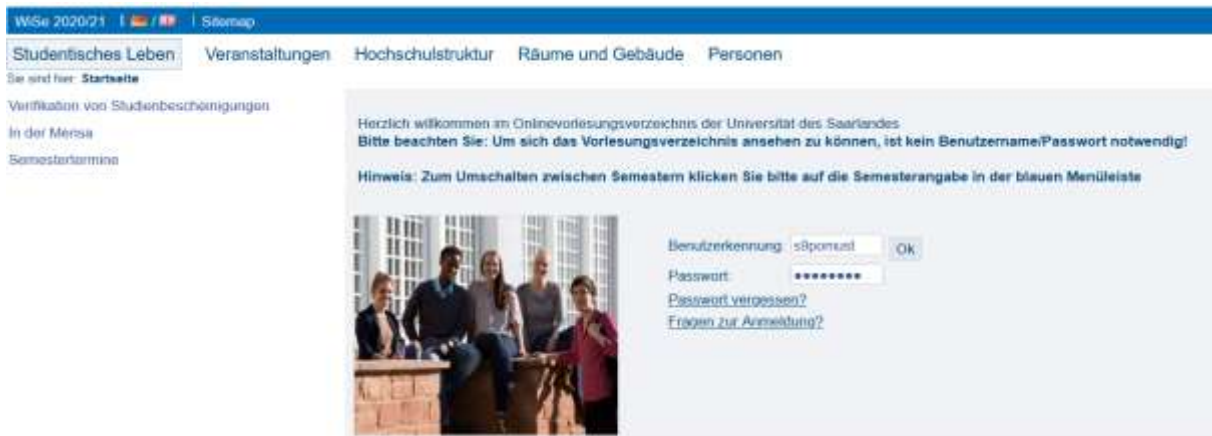 WiSe 2020/21 | / | Sitemap
Studentisches Leben Veranstaltungen Hochschulstruktur Räume und Gebäude Personen
Sie sind hier: Startseite
Verifikation von Studienbescheinigungen
In der Mensa
Semestertermine
Herzlich willkommen im Onlinevorlesungsverzeichnis der Universität des Saarlandes
Bitte beachten Sie: Um sich das Vorlesungsverzeichnis ansehen zu können, ist kein Benutzername/Passwort notwendig!
Hinweis: Zum Umschalten zwischen Semestern klicken Sie bitte auf die Semesterangabe in der blauen Menüleiste
Benutzerkennung: s8pomust Ok
Passwort: ••••••••
Passwort vergessen?
Fragen zur Anmeldung?